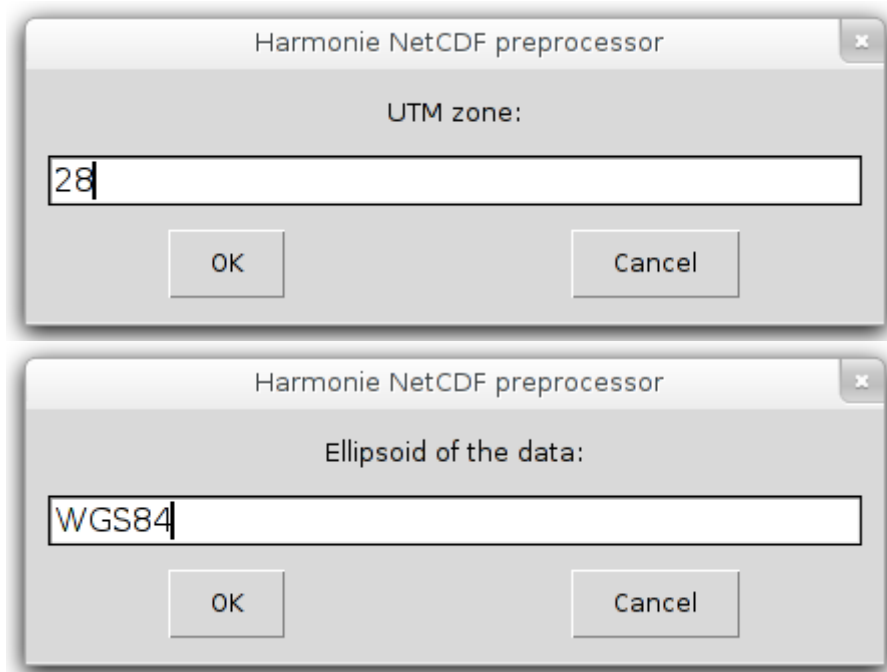 Harmonie NetCDF preprocessor
UTM zone:
28
OK Cancel
Harmonie NetCDF preprocessor
Ellipsoid of the data:
WGS84
OK Cancel